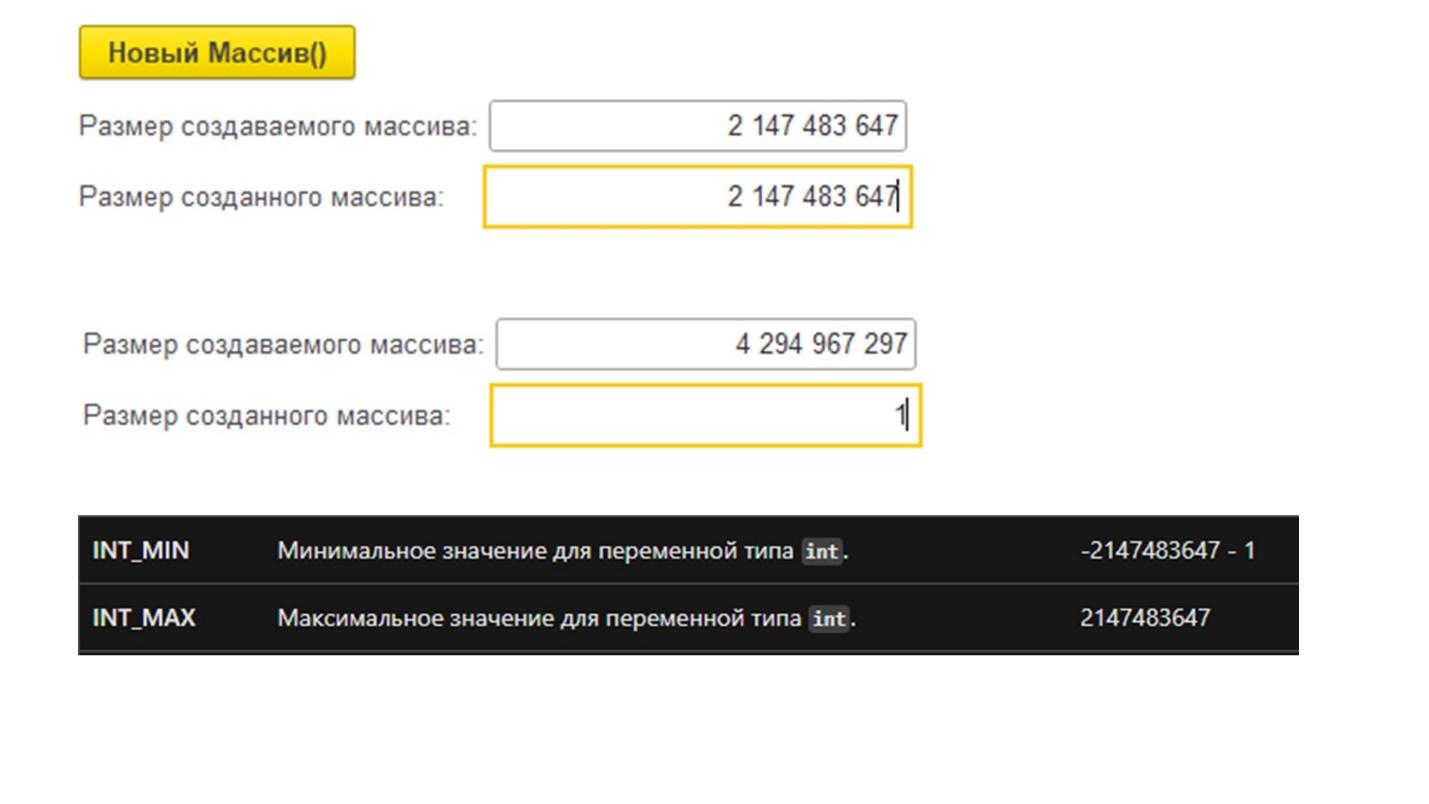 Новый Массив()
Размер создаваемого массива: 2 147 483 647
Размер созданного массива: 2 147 483 647
Размер создаваемого массива: 4 294 967 297
Размер созданного массива: 1
INT_MIN Минимальное значение для переменной типа int. -2147483647 - 1
INT_MAX Максимальное значение для переменной типа int. 2147483647